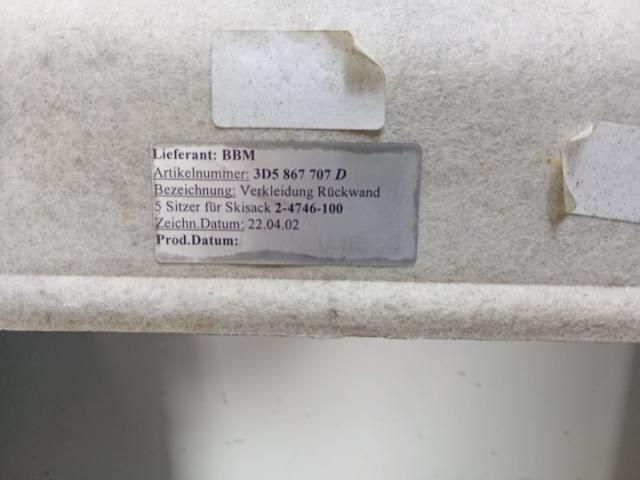 Lieferant: BBM
Artikelnummer: 3D5 867 707 D
Bezeichnung: Verkleidung Rückwand
5 Sitzer für Skisack 2-4746-100
Zeichn.Datum: 22.04.02
Prod.Datum: